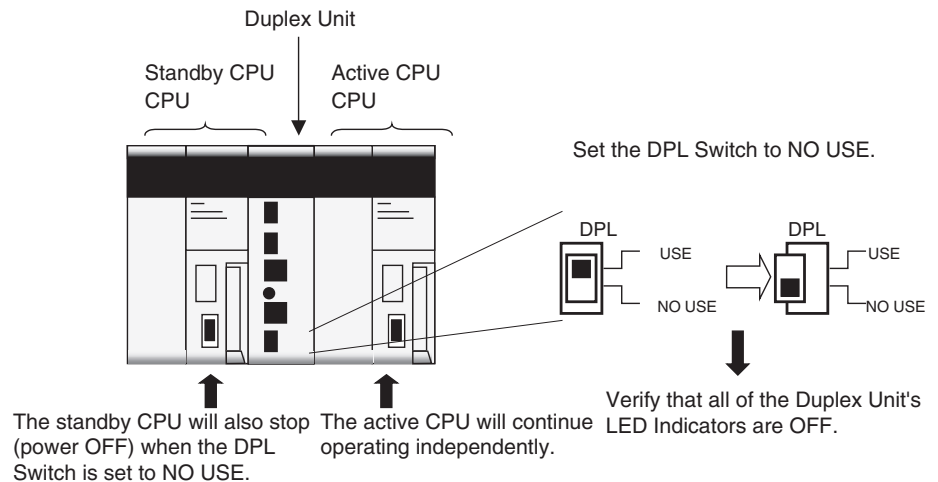 Duplex Unit
Standby CPU
CPU
Active CPU
CPU
Set the DPL Switch to NO USE.
DPL
USE
NO USE
DPL
USE
NO USE
The standby CPU will also stop
(power OFF) when the DPL
Switch is set to NO USE.
The active CPU will continue
operating independently.
Verify that all of the Duplex Unit's
LED Indicators are OFF.